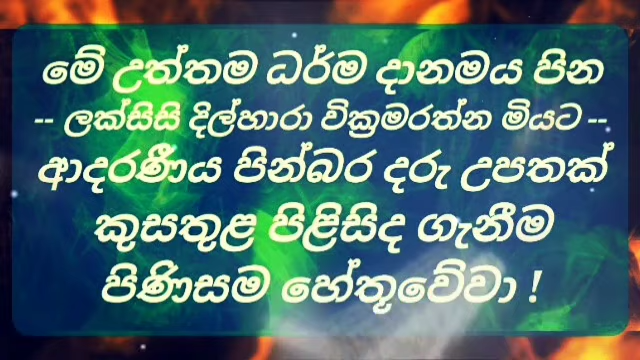 මේ උත්තම ධර්ම දානමය පින
-- ලක්සිසි දිල්හාරා වික්‍රමරත්න මියට --
ආදරණීය පින්බර දරු උපතක්
කුසතුළ පිළිසිද ගැනීම
පිණිසම හේතූවේවා !